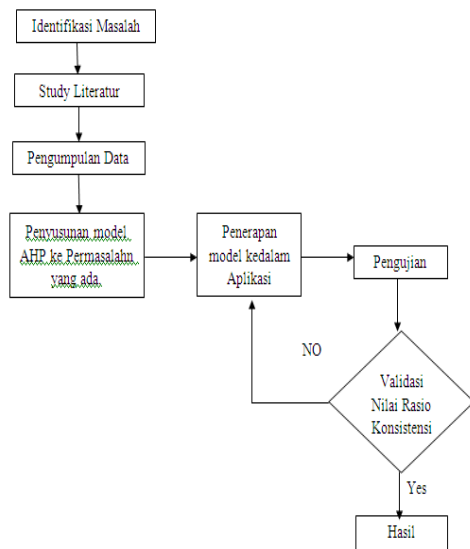 Identifikasi Masalah
Study Literatur
Pengumpulan Data
Penyusunan model
AHP ke Permasalahn
yang ada
Penerapan
model kedalam
Aplikasi
Pengujian
NO
Validasi
Nilai Rasio
Konsistensi
Yes
Hasil